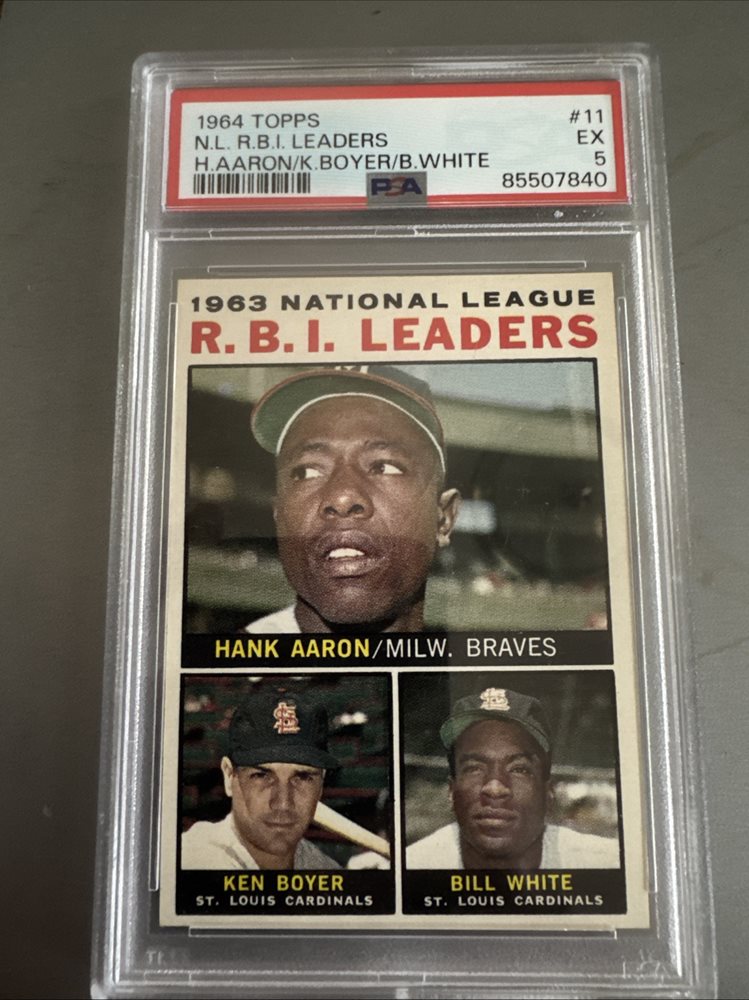 1964 TOPPS #11
N.L. R.B.I. LEADERS EX
H.AARON/K.BOYER/B.WHITE 5
PSA 85507840
1963 NATIONAL LEAGUE
R.B.I. LEADERS
HANK AARON/MILW. BRAVES
KEN BOYER
ST. LOUIS CARDINALS
BILL WHITE
ST. LOUIS CARDINALS